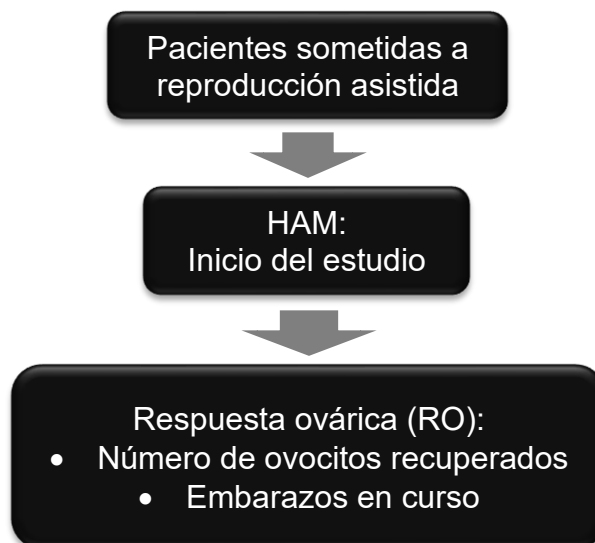 Pacientes sometidas a
reproducción asistida
HAM:
Inicio del estudio
Respuesta ovárica (RO):
• Número de ovocitos recuperados
• Embarazos en curso